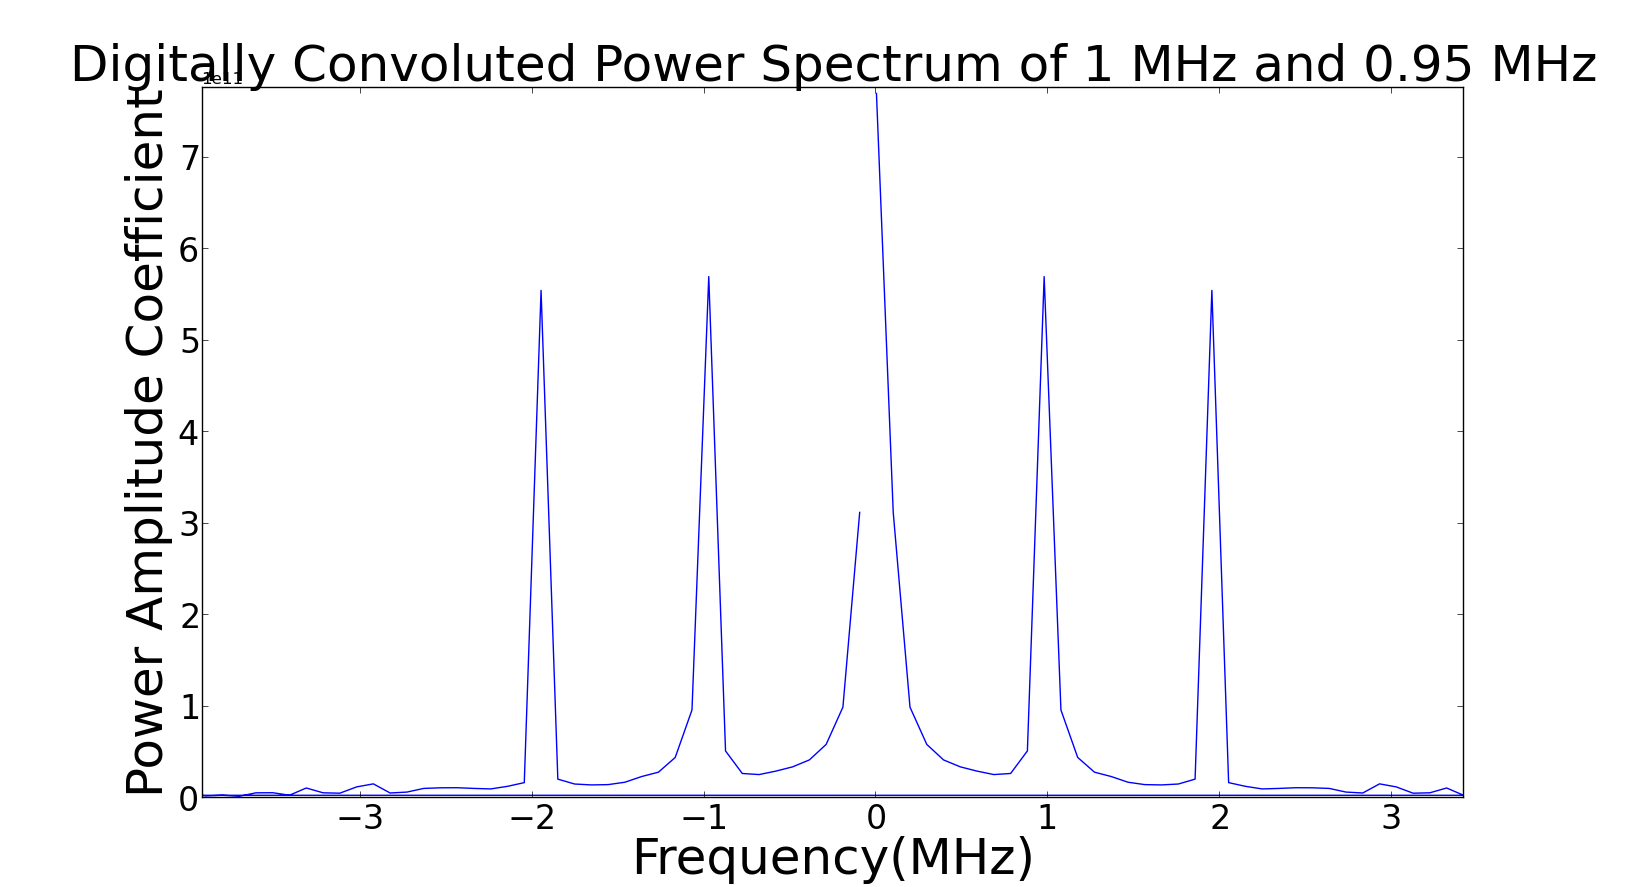 Digitally Convoluted Power Spectrum of 1 MHz and 0.95 MHz
1e11
Power Amplitude Coefficient
7
6
5
4
3
2
1
0
−3 −2 −1 0 1 2 3
Frequency(MHz)